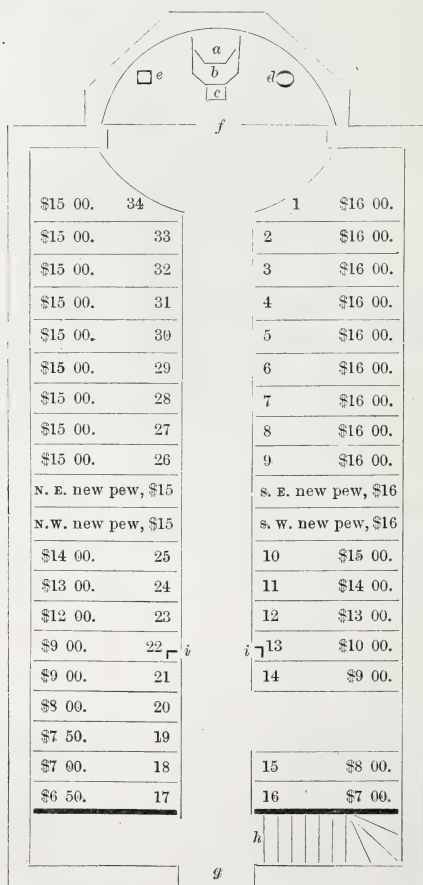 a
b
c
e
d
f
$15 00. 34 1 $16 00.
$15 00. 33 2 $16 00.
$15 00. 32 3 $16 00.
$15 00. 31 4 $16 00.
$15 00. 30 5 $16 00.
$15 00. 29 6 $16 00.
$15 00. 28 7 $16 00.
$15 00. 27 8 $16 00.
$15 00. 26 9 $16 00.
N. E. new pew, $15 S. E. new pew, $16
N.W. new pew, $15 S. W. new pew, $16
$14 00. 25 10 $15 00.
$13 00. 24 11 $14 00.
$12 00. 23 12 $13 00.
$9 00. 22 i i 13 $10 00.
$9 00. 21 14 $9 00.
$8 00. 20
$7 50. 19 15 $8 00.
$7 00. 18 16 $7 00.
$6 50. 17
h
g